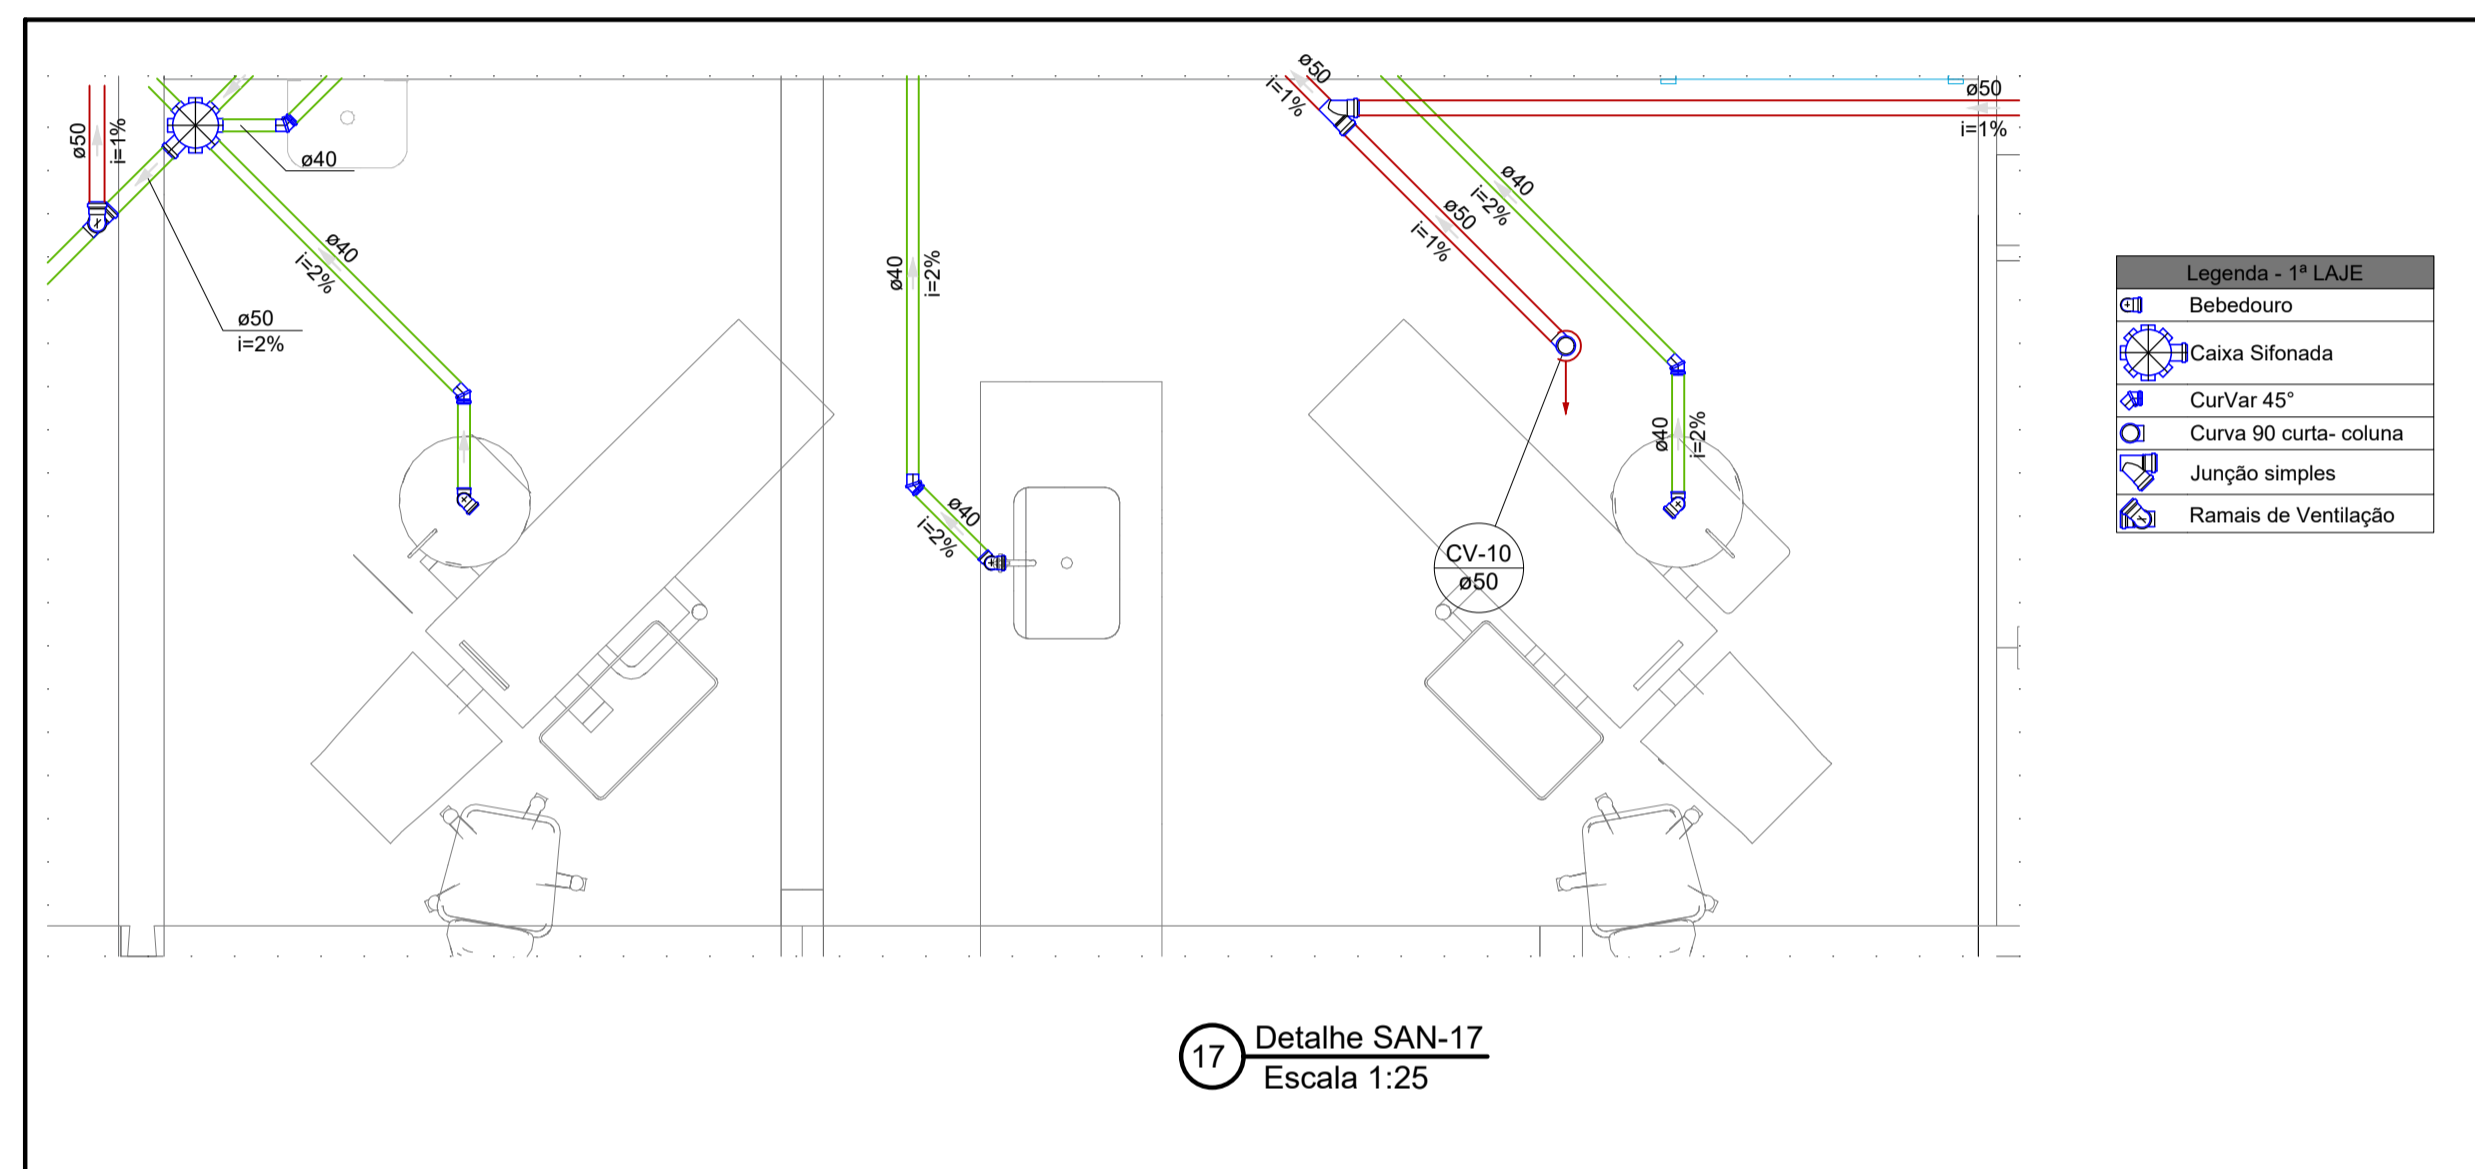 ø50
i=1%
ø40
ø40
i=2%
ø50
i=2%
ø40
i=2%
ø40
i=2%
ø50
i=1%
ø50
i=1%
ø40
i=2%
ø50
i=1%
ø40
i=2%
CV-10
ø50
Legenda - 1ª LAJE
Bebedouro
Caixa Sifonada
CurVar 45°
Curva 90 curta- coluna
Junção simples
Ramais de Ventilação
17
Detalhe SAN-17
Escala 1:25